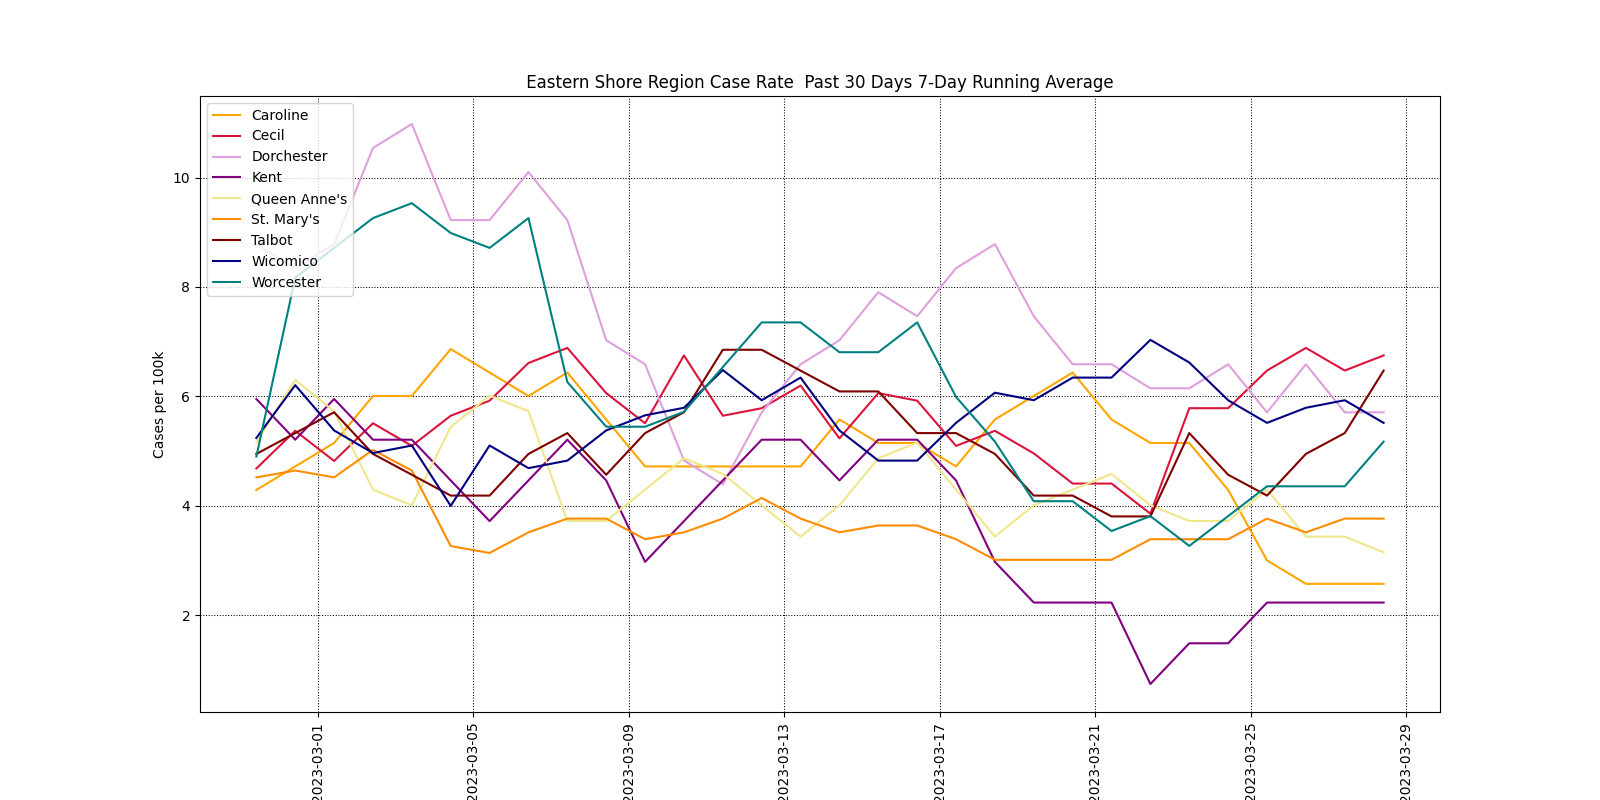 Eastern Shore Region Case Rate  Past 30 Days 7-Day Running Average
Caroline
Cecil
Dorchester
Kent
Queen Anne's
St. Mary's
Talbot
Wicomico
Worcester
Cases per 100k
10
8
6
4
2
2023-03-01
2023-03-05
2023-03-09
2023-03-13
2023-03-17
2023-03-21
2023-03-25
2023-03-29